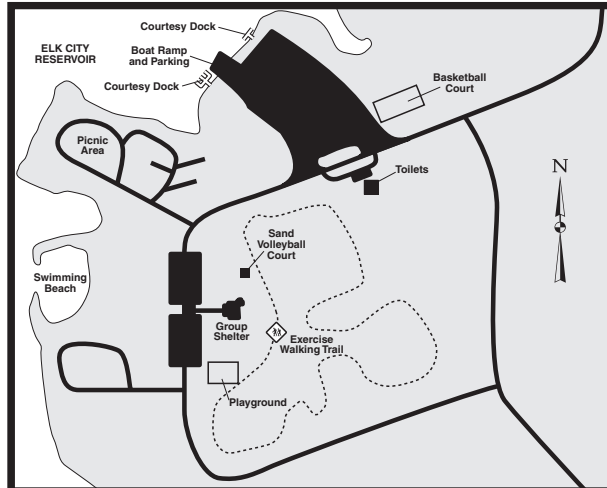 Courtesy Dock
ELK CITY
RESERVOIR
Boat Ramp
and Parking
Courtesy Dock
Basketball
Court
Picnic
Area
Toilets
N
Sand
Volleyball
Court
Swimming
Beach
Group
Shelter
Exercise
Walking Trail
Playground